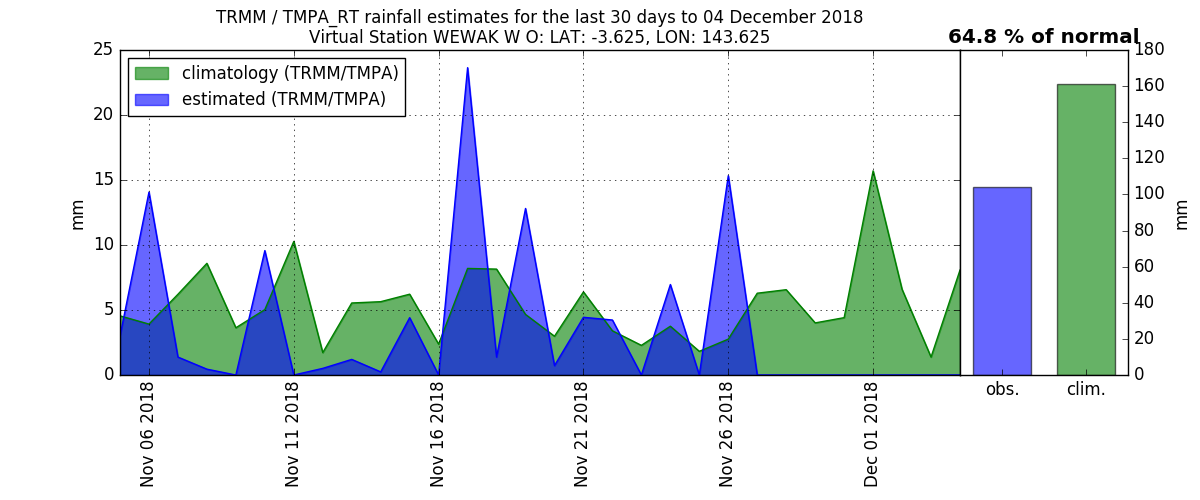 TRMM / TMPA_RT rainfall estimates for the last 30 days to 04 December 2018
Virtual Station WEWAK W O: LAT: -3.625, LON: 143.625
64.8 % of normal
climatology (TRMM/TMPA)
estimated (TRMM/TMPA)
25
20
15
10
5
0
mm
Nov 06 2018
Nov 11 2018
Nov 16 2018
Nov 21 2018
Nov 26 2018
Dec 01 2018
180
160
140
120
100
80
60
40
20
0
mm
obs.
clim.